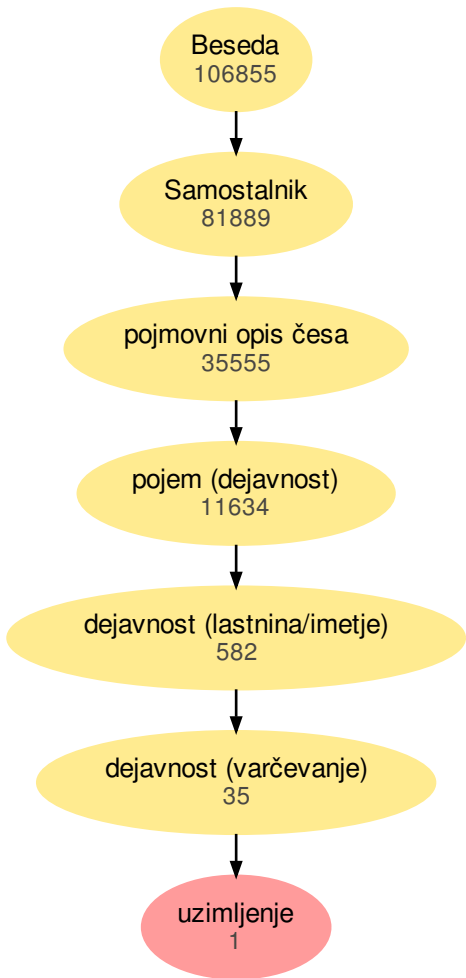 Beseda
106855
Samostalnik
81889
pojmovni opis česa
35555
pojem (dejavnost)
11634
dejavnost (lastnina/imetje)
582
dejavnost (varčevanje)
35
uzimljenje
1